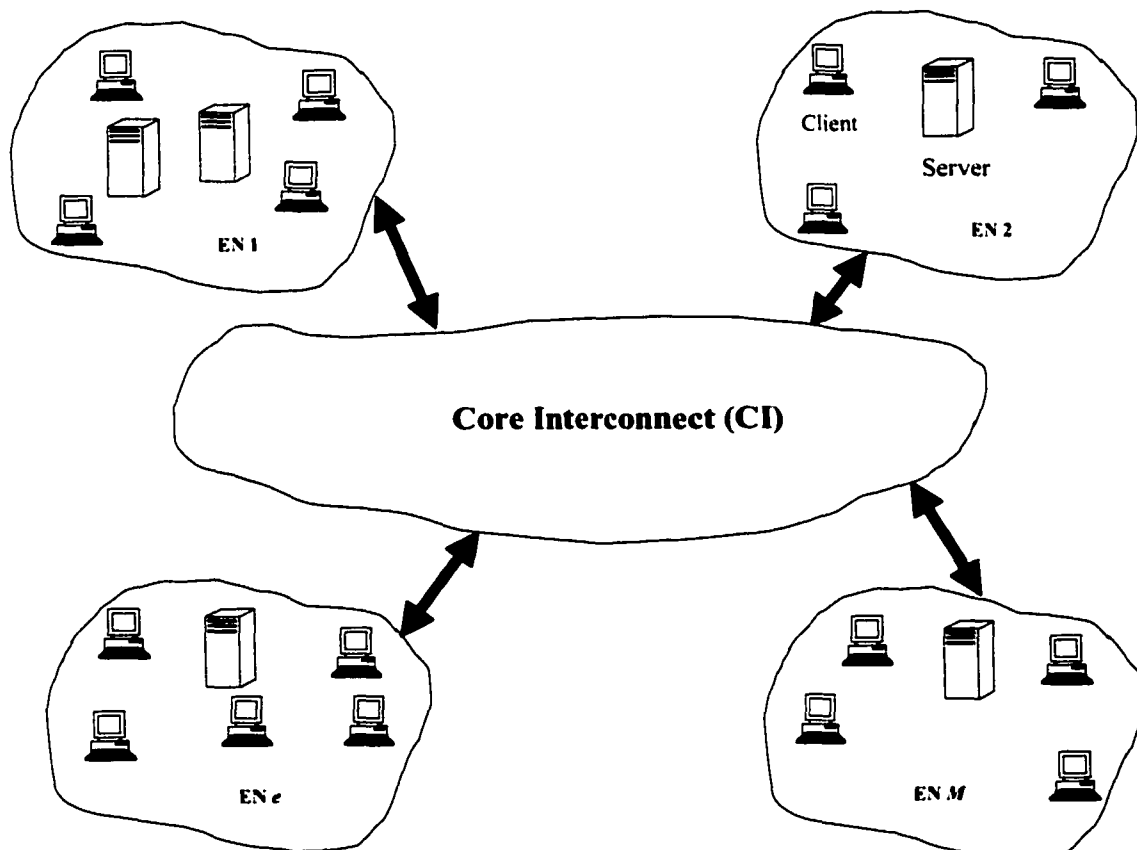 Client
Server
EN 1
EN 2
Core Interconnect (CI)
EN e
EN M